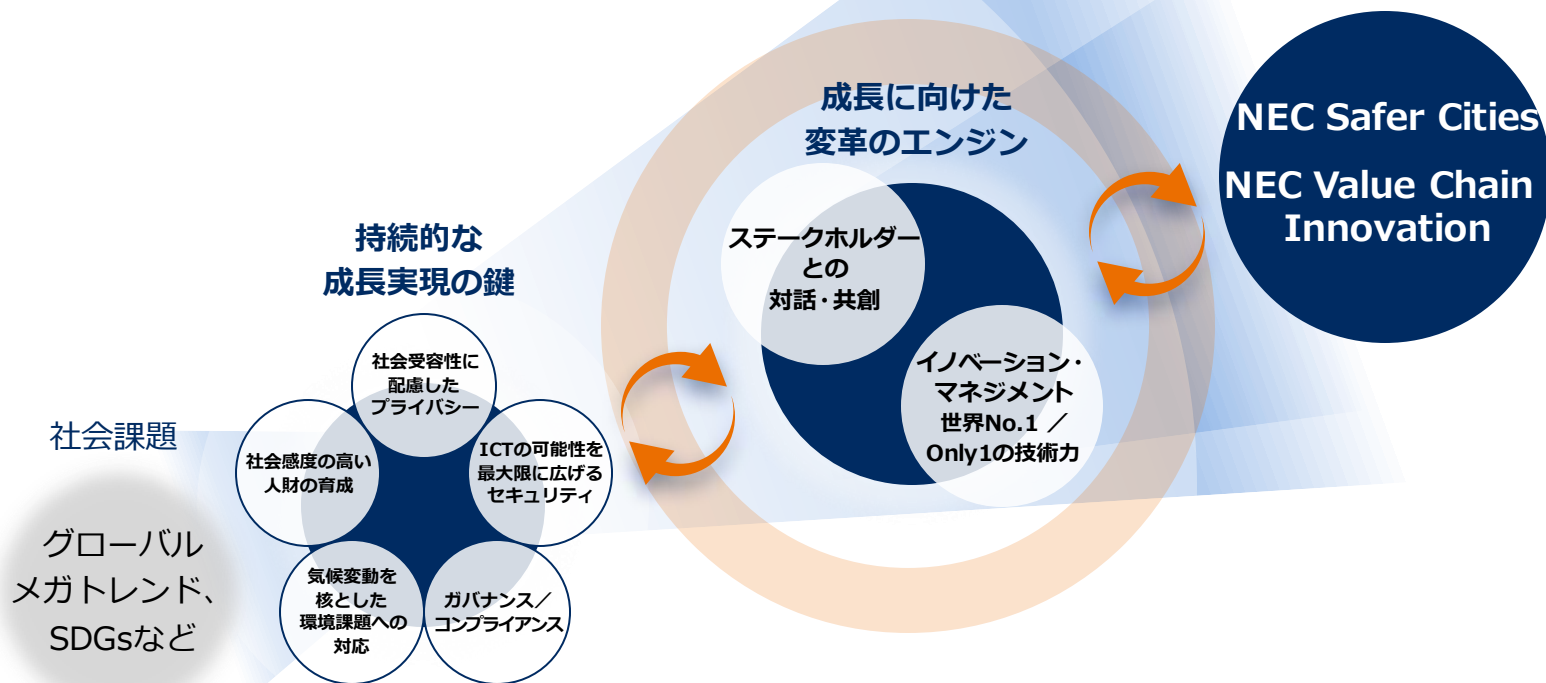 社会課題
グローバル
メガトレンド、
SDGsなど
持続的な
成長実現の鍵
社会受容性に
配慮した
プライバシー
社会感度の高い
人財の育成
ICTの可能性を
最大限に広げる
セキュリティ
気候変動を
核とした
環境課題への
対応
ガバナンス／
コンプライアンス
成長に向けた
変革のエンジン
ステークホルダー
との
対話・共創
イノベーション・
マネジメント
世界No.1 ／
Only1の技術力
NEC Safer Cities
NEC Value Chain
Innovation